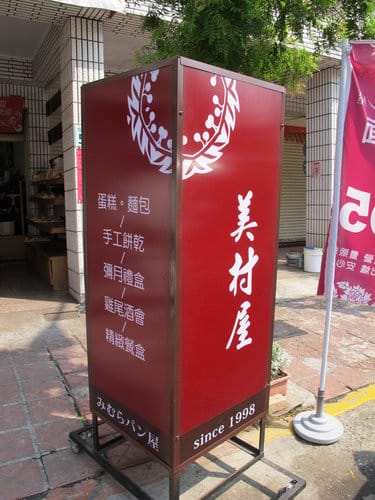 蛋糕。麵包
手工餅乾
彌月禮盒
雞尾酒會
精緻餐盒
みむらパン屋
美村屋
since 1998